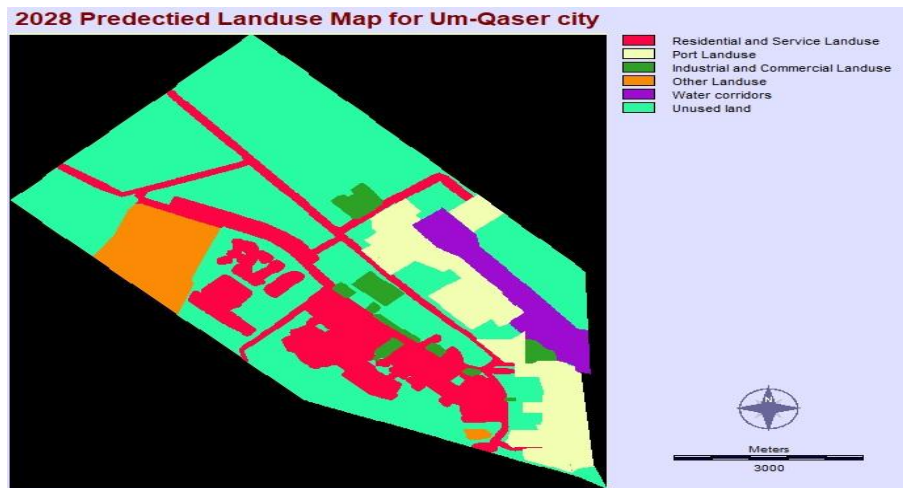 2028 Predectied Landuse Map for Um-Qaser city
Residential and Service Landuse
Port Landuse
Industrial and Commercial Landuse
Other Landuse
Water corridors
Unused land
N
Meters
3000